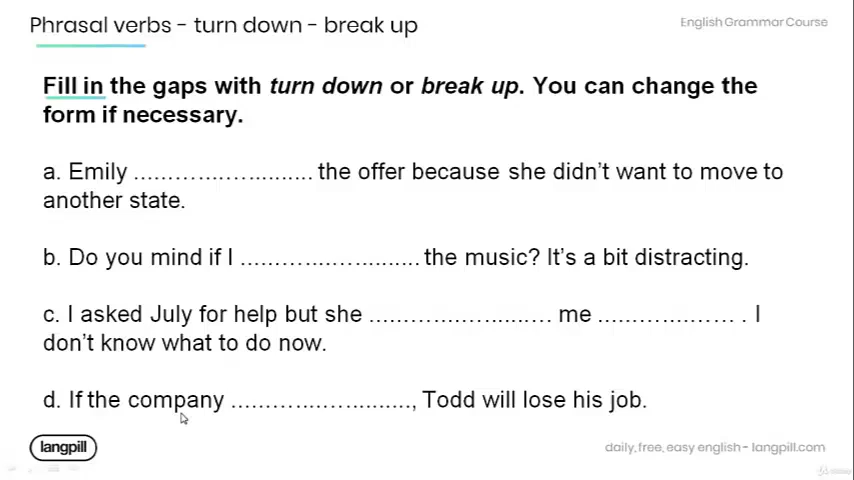 Phrasal verbs - turn down - break up
English Grammar Course
Fill in the gaps with turn down or break up. You can change the
form if necessary.
a. Emily ............................. the offer because she didn't want to move to
another state.
b. Do you mind if I ............................. the music? It's a bit distracting.
c. I asked July for help but she ............................. me ...................... . I
don't know what to do now.
d. If the company ............................., Todd will lose his job.
langpill
daily, free, easy english - langpill.com